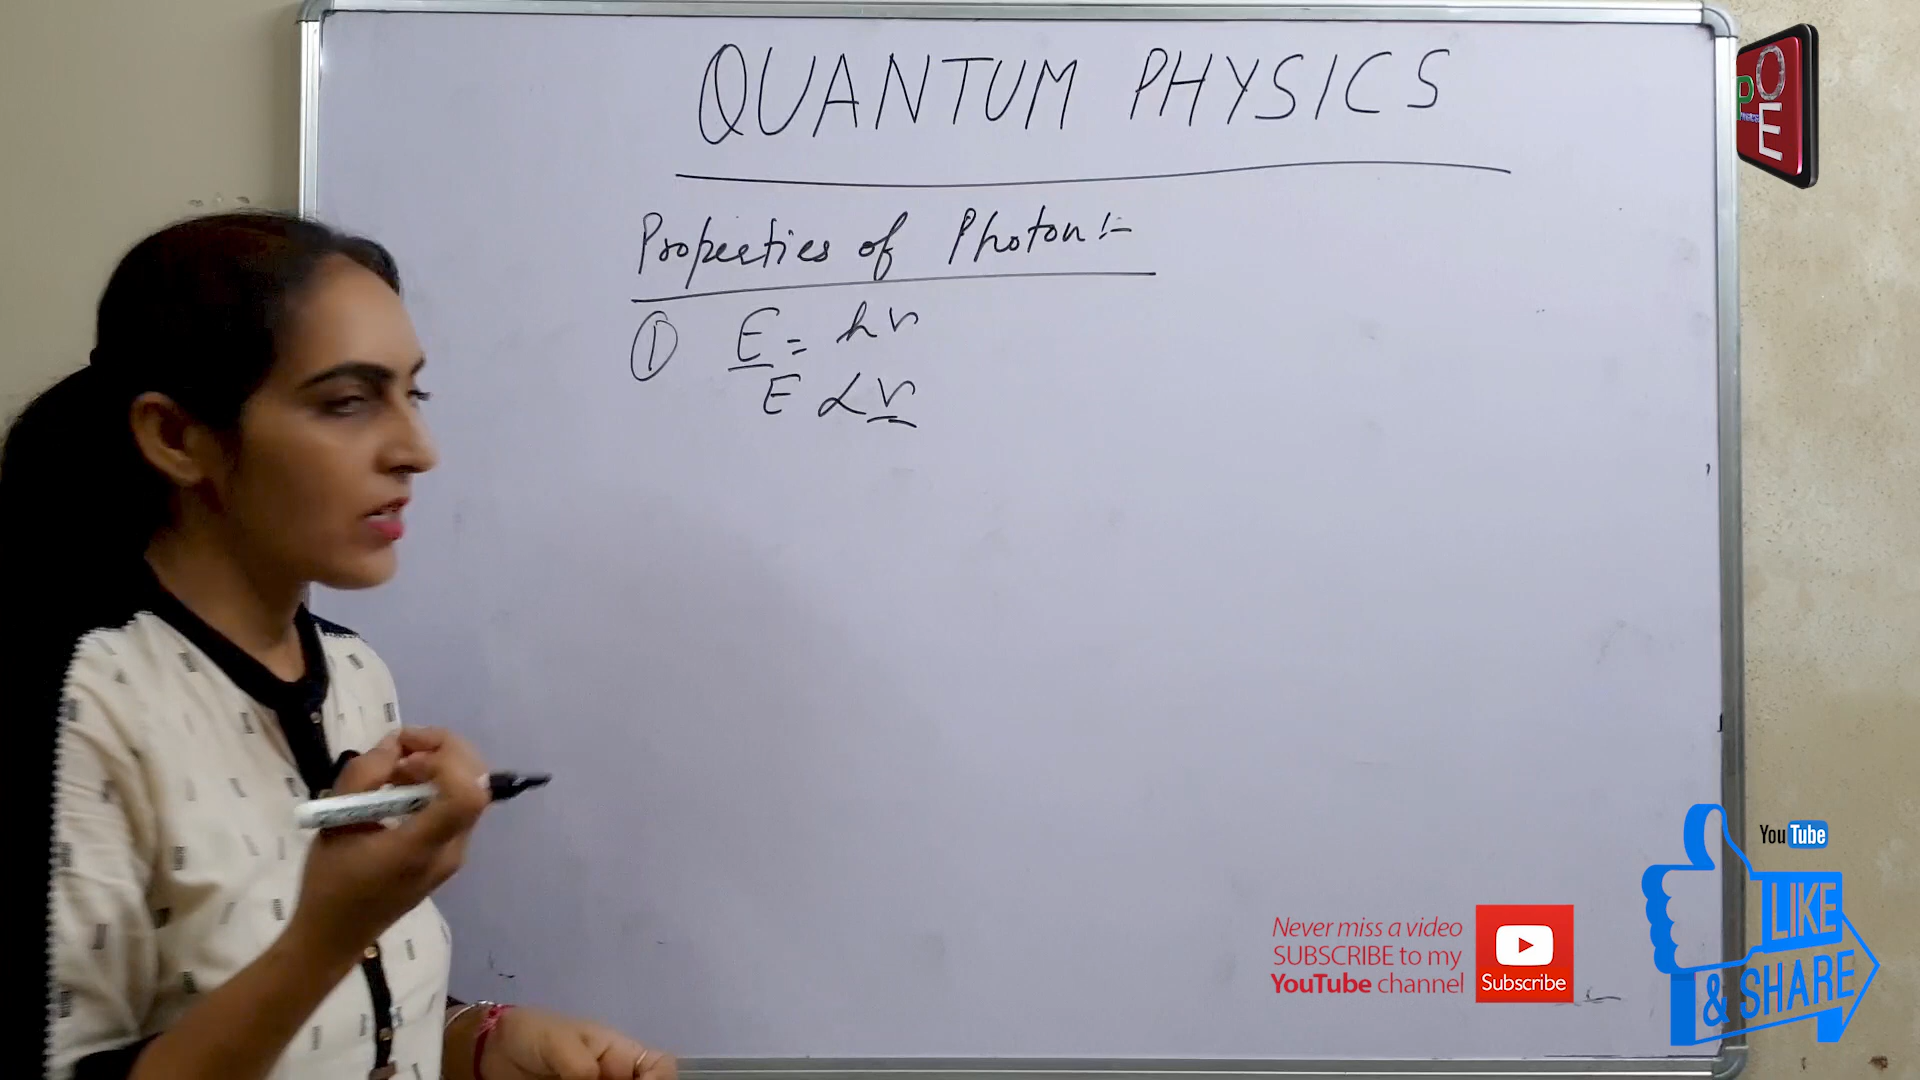 QUANTUM PHYSICS
Properties of Photon :-
① E = hν
E ∝ ν
P O E
YouTube
LIKE
& SHARE
Never miss a video
SUBSCRIBE to my
YouTube channel
Subscribe